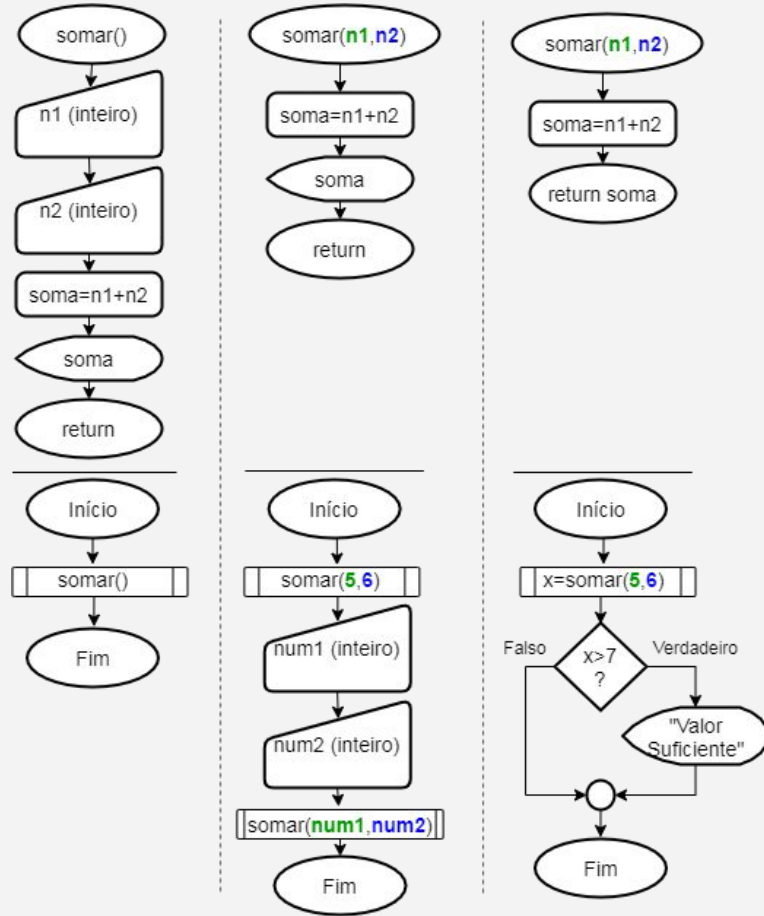 somar()
n1 (inteiro)
n2 (inteiro)
soma=n1+n2
soma
return
Início
somar()
Fim
somar(n1,n2)
soma=n1+n2
soma
return
Início
somar(5,6)
num1 (inteiro)
num2 (inteiro)
somar(num1,num2)
Fim
somar(n1,n2)
soma=n1+n2
return soma
Início
x=somar(5,6)
Falso
x>7
?
Verdadeiro
"Valor
Suficiente"
Fim